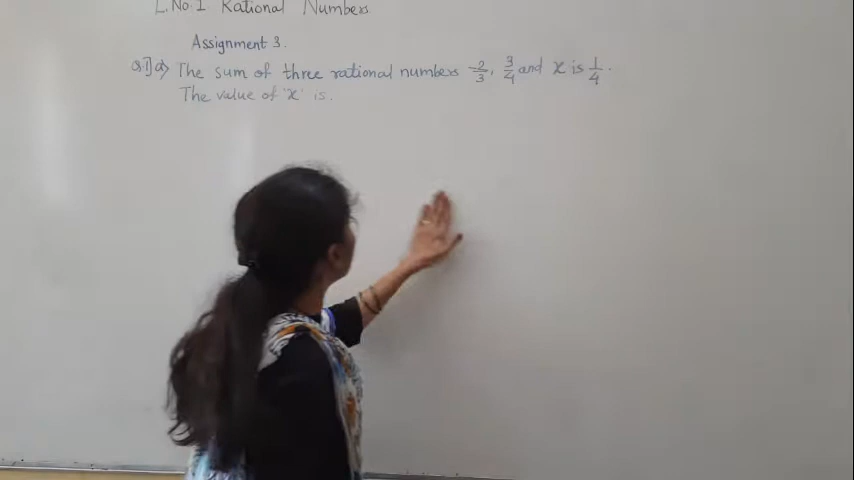 L.No.1 Rational Numbers.
Assignment 3.
Q.1] a) The sum of three rational numbers -2/3, 3/4 and x is 1/4.
The value of 'x' is.